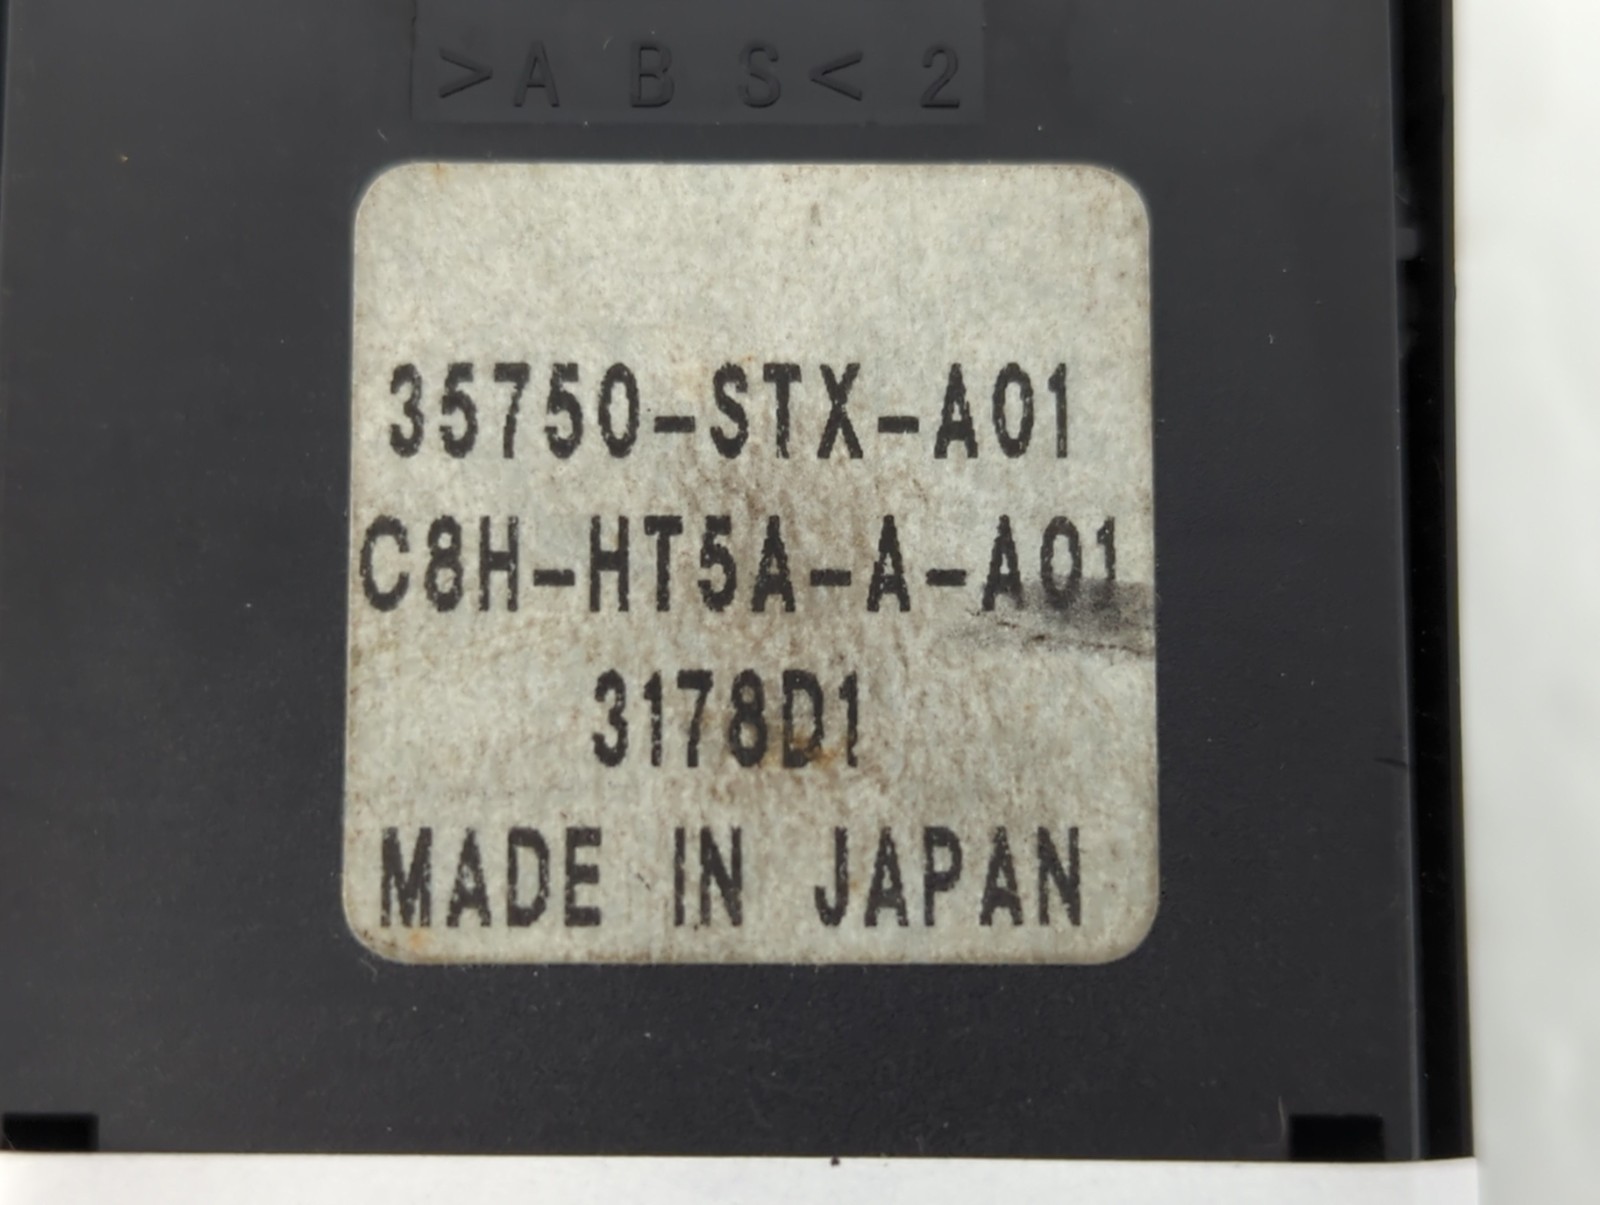 >ABS< 2
35750-STX-A01
C8H-HT5A-A-A01
3178D1
MADE IN JAPAN